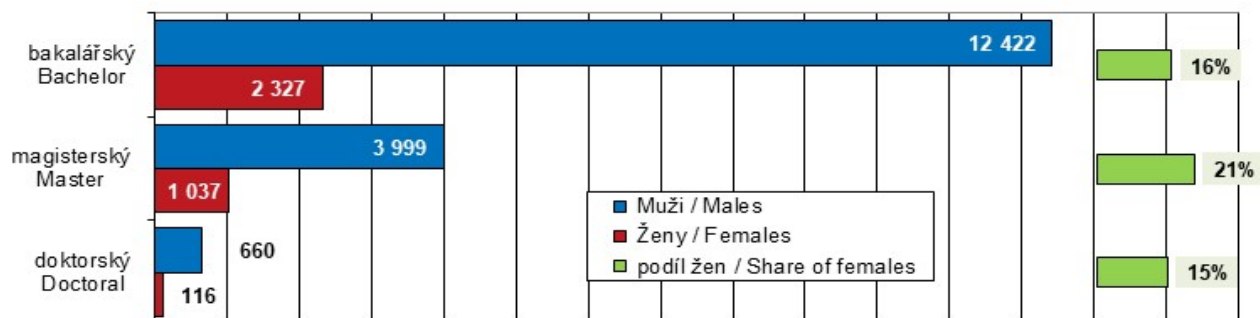 bakalářský
Bachelor
12 422
2 327
16%
magisterský
Master
3 999
1 037
21%
doktorský
Doctoral
660
116
15%
Muži / Males
Ženy / Females
podíl žen / Share of females